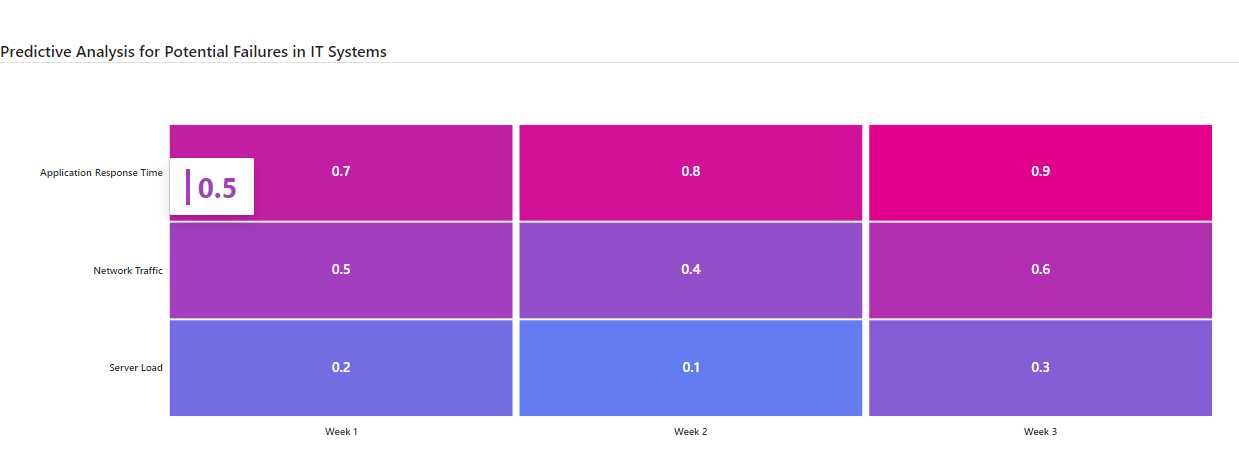 Predictive Analysis for Potential Failures in IT Systems
Application Response Time
0.7
0.8
0.9
0.5
Network Traffic
0.5
0.4
0.6
Server Load
0.2
0.1
0.3
Week 1
Week 2
Week 3